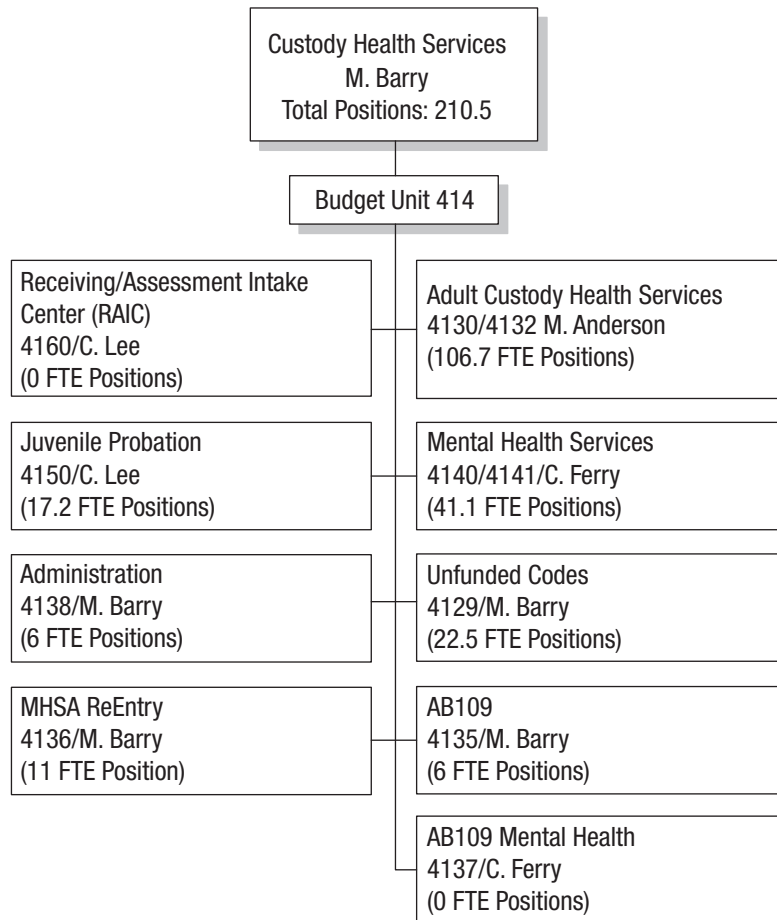 Custody Health Services
M. Barry
Total Positions: 210.5
Budget Unit 414
Receiving/Assessment Intake
Center (RAIC)
4160/C. Lee
(0 FTE Positions)
Adult Custody Health Services
4130/4132 M. Anderson
(106.7 FTE Positions)
Juvenile Probation
4150/C. Lee
(17.2 FTE Positions)
Mental Health Services
4140/4141/C. Ferry
(41.1 FTE Positions)
Administration
4138/M. Barry
(6 FTE Positions)
Unfunded Codes
4129/M. Barry
(22.5 FTE Positions)
MHSA ReEntry
4136/M. Barry
(11 FTE Position)
AB109
4135/M. Barry
(6 FTE Positions)
AB109 Mental Health
4137/C. Ferry
(0 FTE Positions)